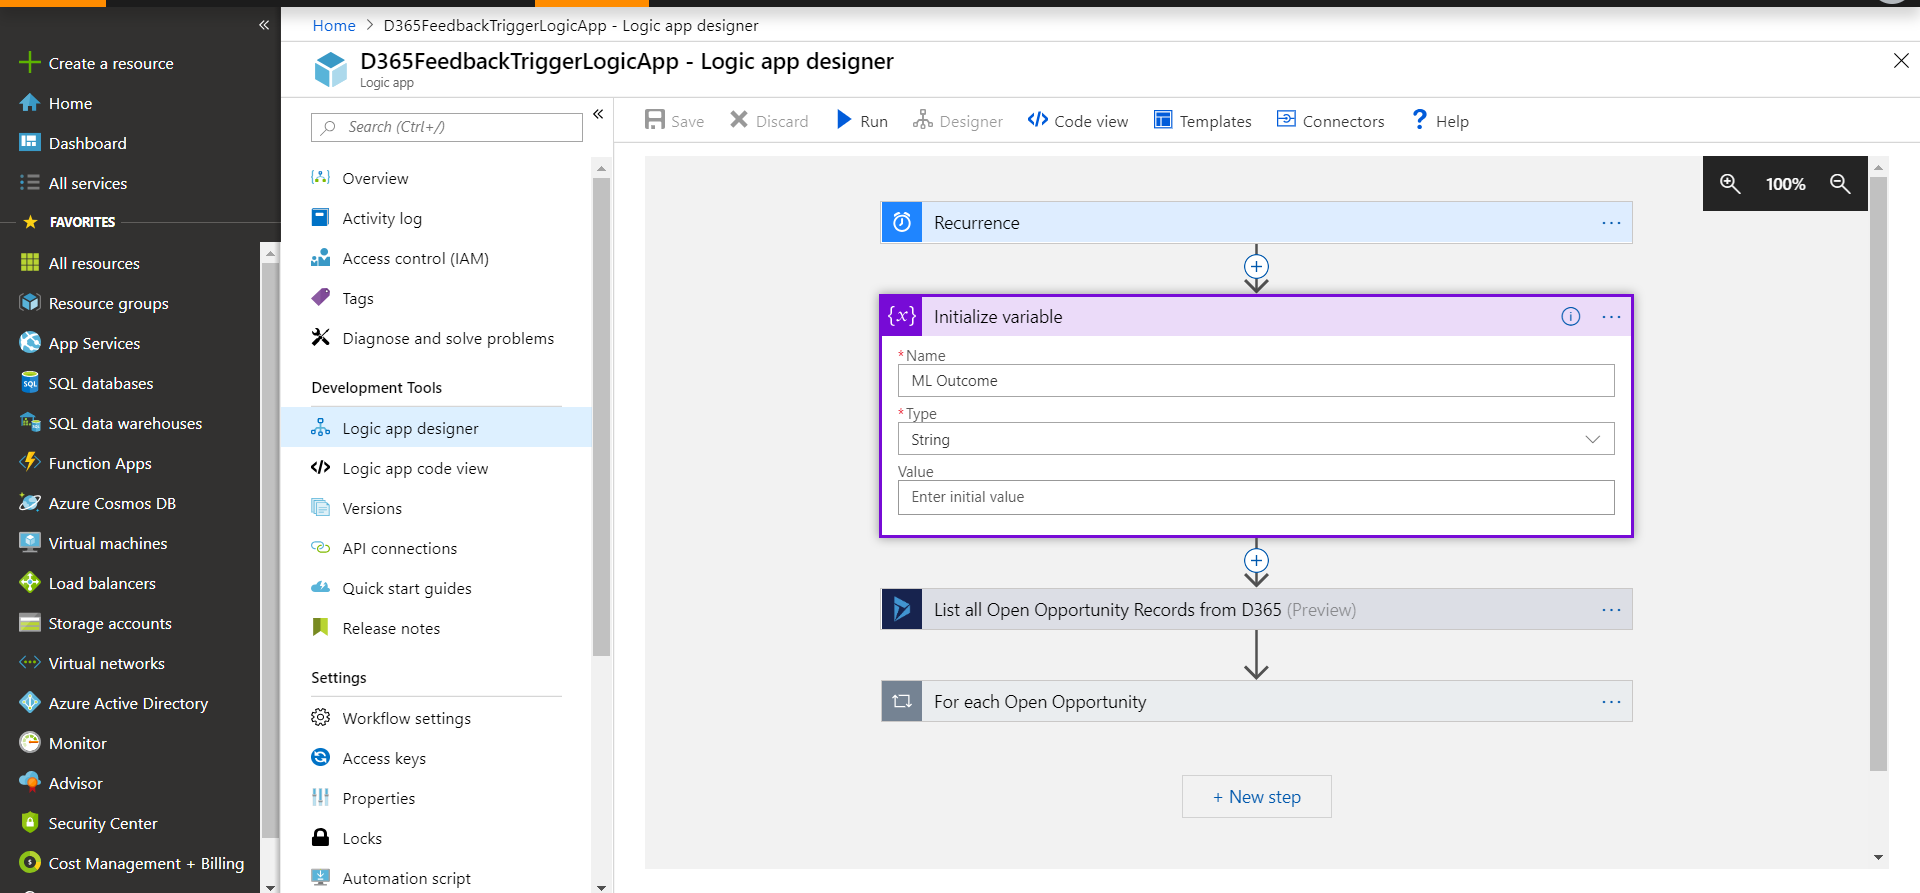 Home > D365FeedbackTriggerLogicApp - Logic app designer
D365FeedbackTriggerLogicApp - Logic app designer
Logic app
Create a resource
Home
Dashboard
All services
FAVORITES
All resources
Resource groups
App Services
SQL databases
SQL data warehouses
Function Apps
Azure Cosmos DB
Virtual machines
Load balancers
Storage accounts
Virtual networks
Azure Active Directory
Monitor
Advisor
Security Center
Cost Management + Billing
Search (Ctrl+/)
Overview
Activity log
Access control (IAM)
Tags
Diagnose and solve problems
Development Tools
Logic app designer
Logic app code view
Versions
API connections
Quick start guides
Release notes
Settings
Workflow settings
Access keys
Properties
Locks
Automation script
Save Discard Run Designer Code view Templates Connectors Help
100%
Recurrence
{x} Initialize variable
*Name
ML Outcome
*Type
String
Value
Enter initial value
List all Open Opportunity Records from D365 (Preview)
For each Open Opportunity
+ New step